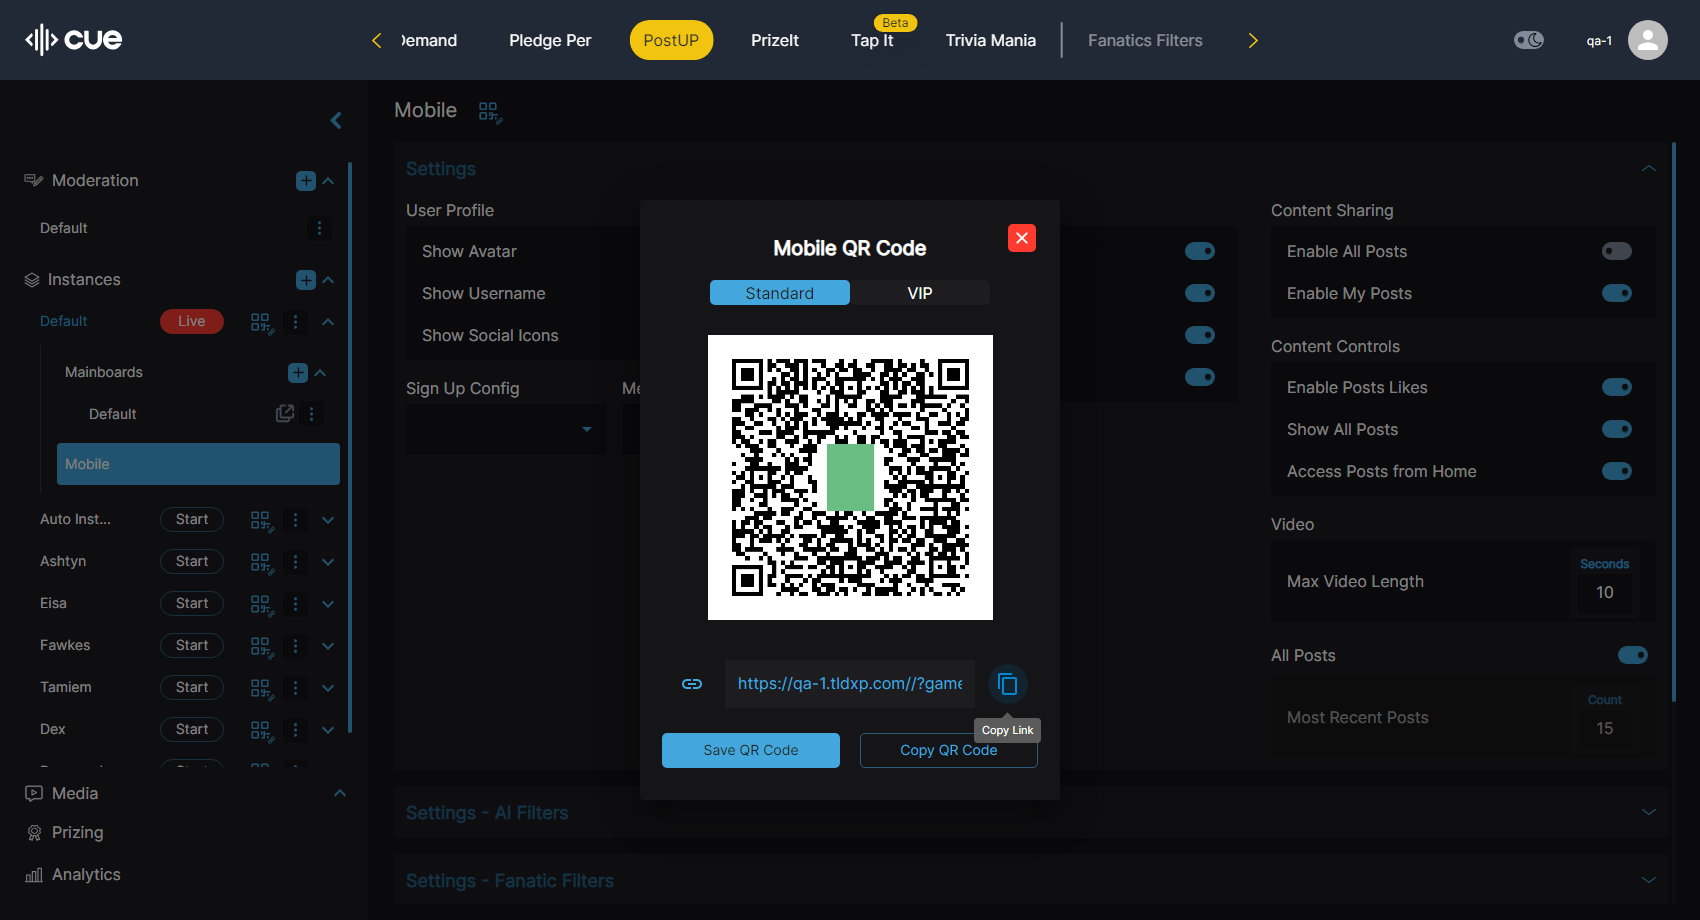 cue
Demand
Pledge Per
PostUP
PrizeIt
Beta
Tap It
Trivia Mania
Fanatics Filters
qa-1
Moderation
Default
Instances
Default
Live
Mainboards
Default
Mobile
Auto Inst...
Start
Ashtyn
Start
Eisa
Start
Fawkes
Start
Tamiem
Start
Dex
Start
Start
Media
Prizing
Analytics
Mobile
Settings
User Profile
Show Avatar
Show Username
Show Social Icons
Sign Up Config
Me
Content Sharing
Enable All Posts
Enable My Posts
Content Controls
Enable Posts Likes
Show All Posts
Access Posts from Home
Video
Max Video Length
Seconds
10
All Posts
Most Recent Posts
Count
15
Settings - AI Filters
Settings - Fanatic Filters
Mobile QR Code
Standard
VIP
https://qa-1.tldxp.com//?game
Copy Link
Save QR Code
Copy QR Code